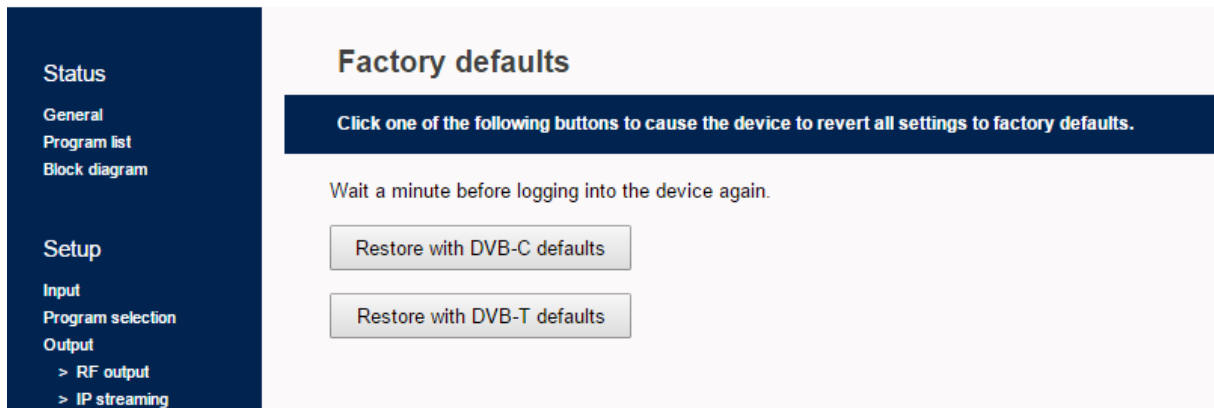 Status
General
Program list
Block diagram
Setup
Input
Program selection
Output
> RF output
> IP streaming
Factory defaults
Click one of the following buttons to cause the device to revert all settings to factory defaults.
Wait a minute before logging into the device again.
Restore with DVB-C defaults
Restore with DVB-T defaults